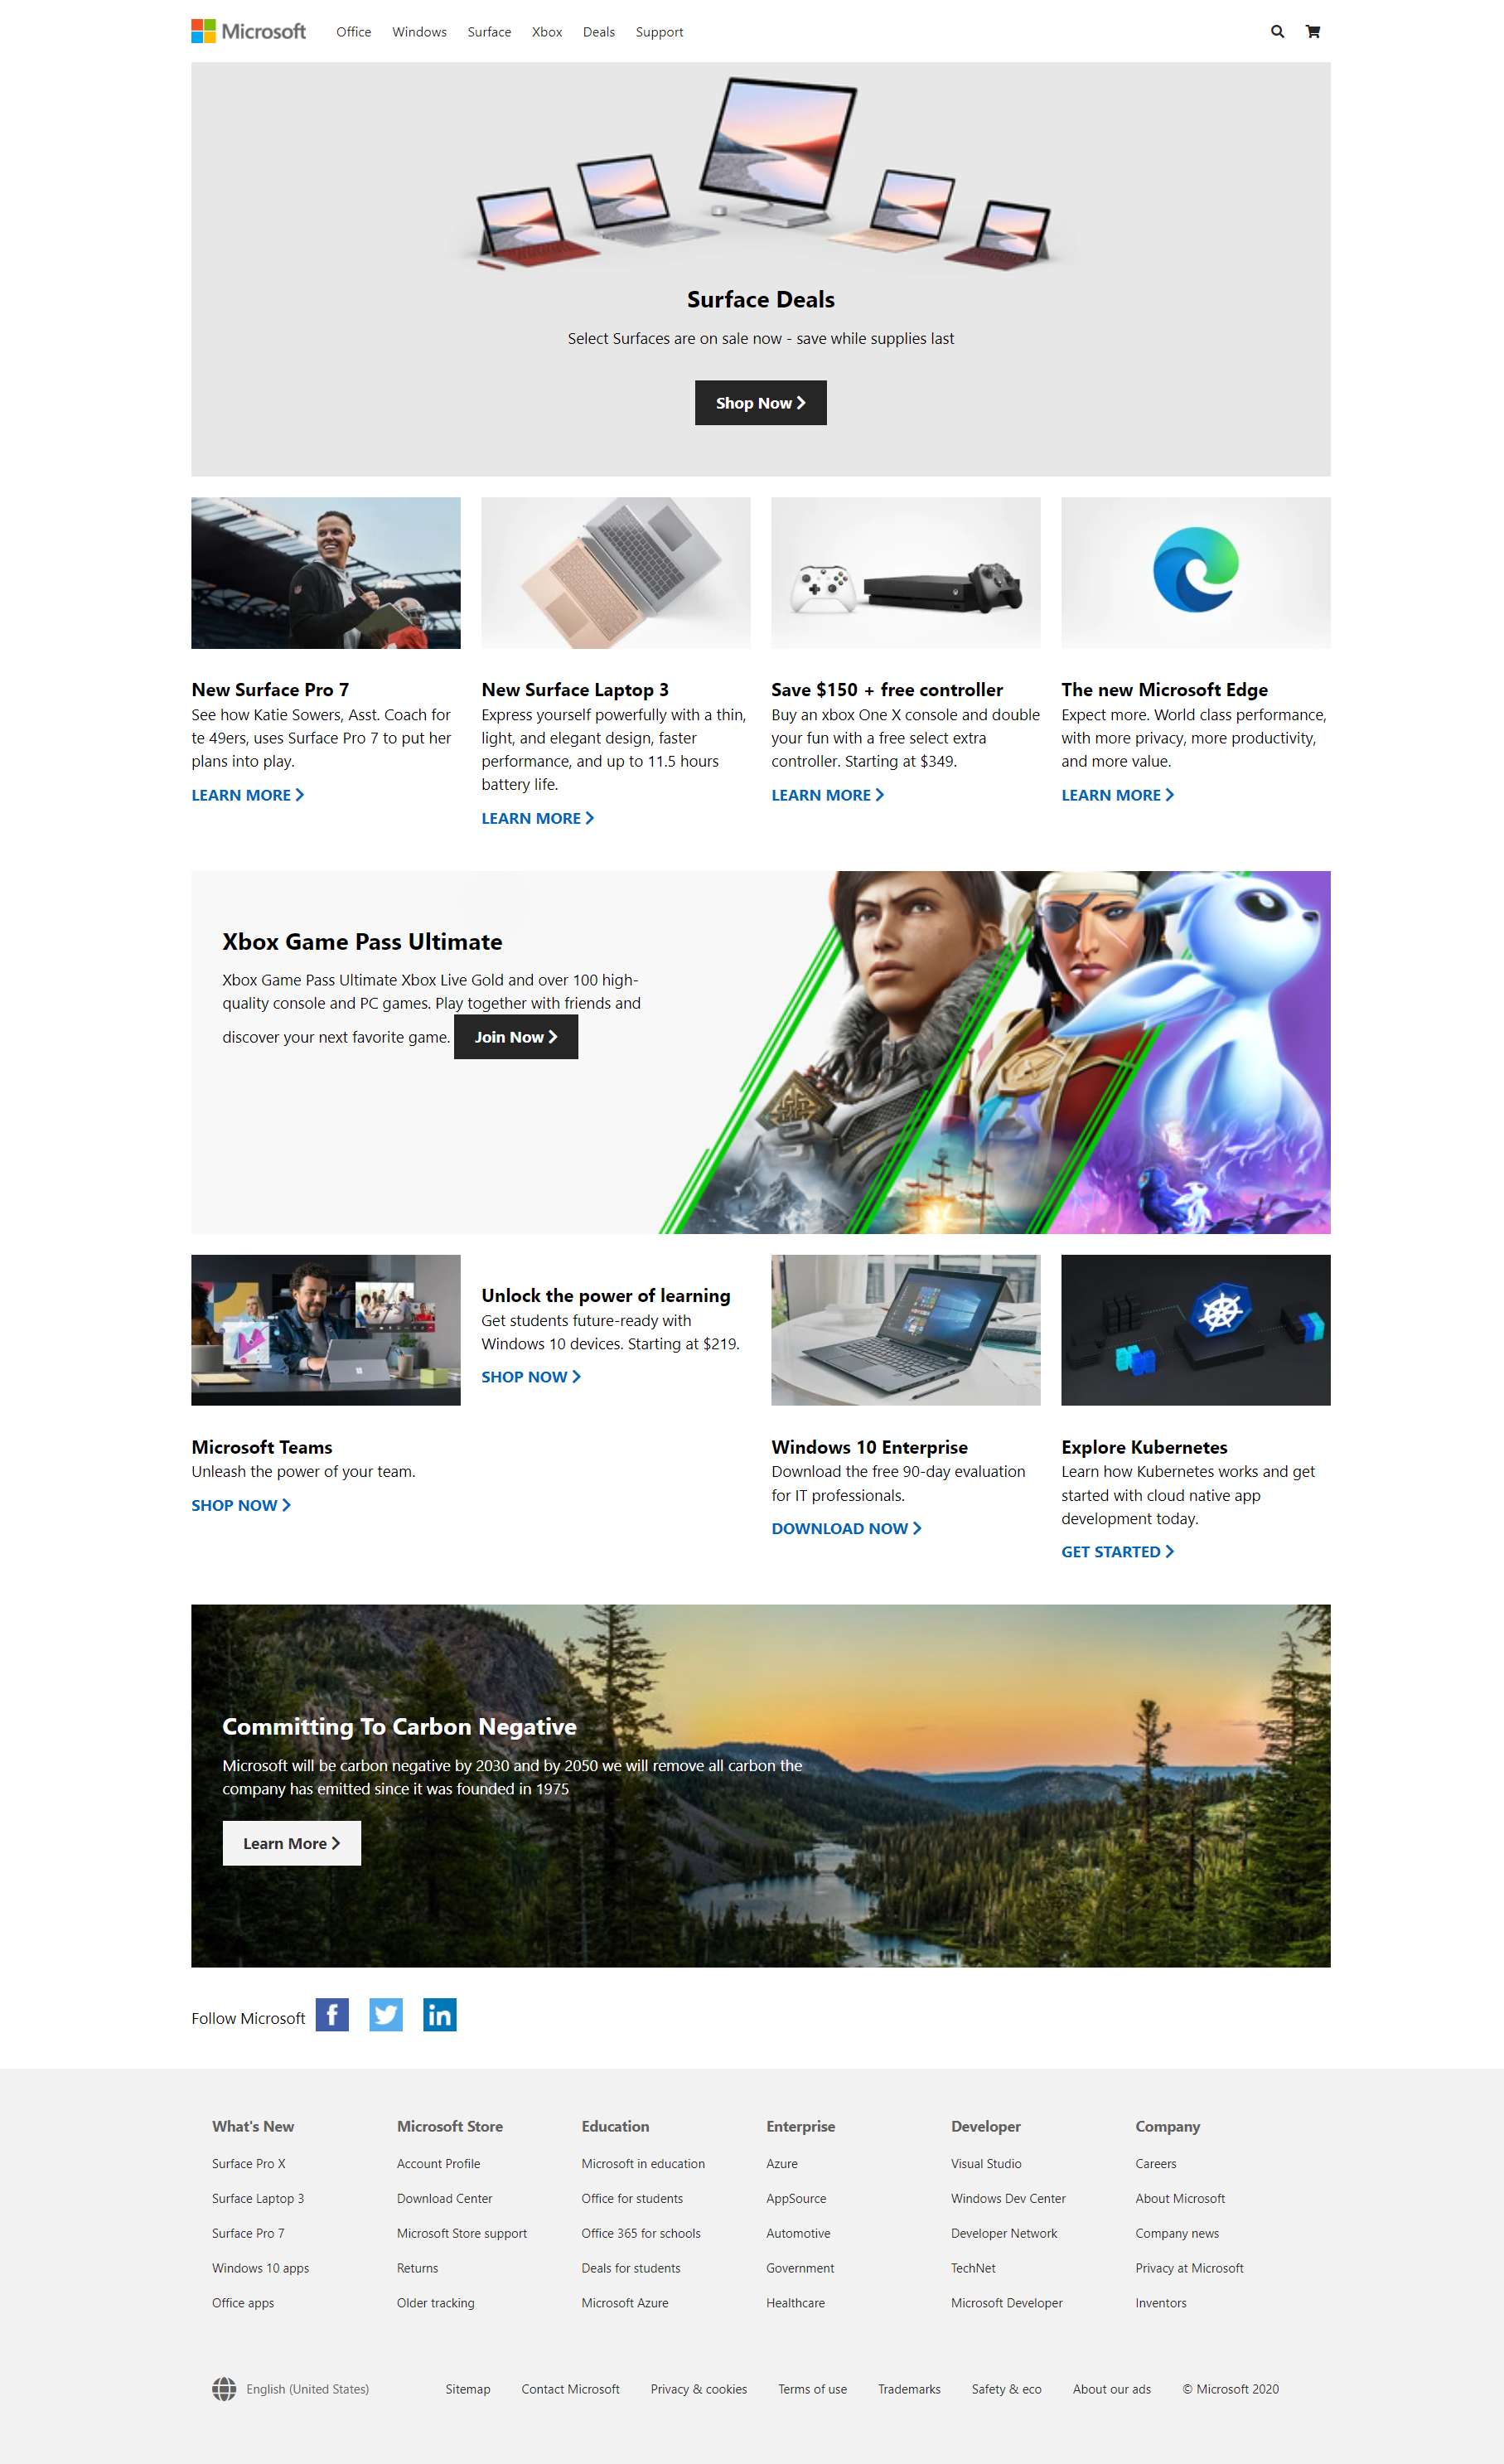 Microsoft
Office
Windows
Surface
Xbox
Deals
Support
Surface Deals
Select Surfaces are on sale now - save while supplies last
Shop Now
New Surface Pro 7
See how Katie Sowers, Asst. Coach for
te 49ers, uses Surface Pro 7 to put her
plans into play.
LEARN MORE
New Surface Laptop 3
Express yourself powerfully with a thin,
light, and elegant design, faster
performance, and up to 11.5 hours
battery life.
LEARN MORE
Save $150 + free controller
Buy an xbox One X console and double
your fun with a free select extra
controller. Starting at $349.
LEARN MORE
The new Microsoft Edge
Expect more. World class performance,
with more privacy, more productivity,
and more value.
LEARN MORE
Xbox Game Pass Ultimate
Xbox Game Pass Ultimate Xbox Live Gold and over 100 high-
quality console and PC games. Play together with friends and
discover your next favorite game.
Join Now
Microsoft Teams
Unleash the power of your team.
SHOP NOW
Unlock the power of learning
Get students future-ready with
Windows 10 devices. Starting at $219.
SHOP NOW
Windows 10 Enterprise
Download the free 90-day evaluation
for IT professionals.
DOWNLOAD NOW
Explore Kubernetes
Learn how Kubernetes works and get
started with cloud native app
development today.
GET STARTED
Committing To Carbon Negative
Microsoft will be carbon negative by 2030 and by 2050 we will remove all carbon the
company has emitted since it was founded in 1975
Learn More
Follow Microsoft
f
in
What's New
Surface Pro X
Surface Laptop 3
Surface Pro 7
Windows 10 apps
Office apps
Microsoft Store
Account Profile
Download Center
Microsoft Store support
Returns
Older tracking
Education
Microsoft in education
Office for students
Office 365 for schools
Deals for students
Microsoft Azure
Enterprise
Azure
AppSource
Automotive
Government
Healthcare
Developer
Visual Studio
Windows Dev Center
Developer Network
TechNet
Microsoft Developer
Company
Careers
About Microsoft
Company news
Privacy at Microsoft
Inventors
English (United States)
Sitemap
Contact Microsoft
Privacy & cookies
Terms of use
Trademarks
Safety & eco
About our ads
© Microsoft 2020